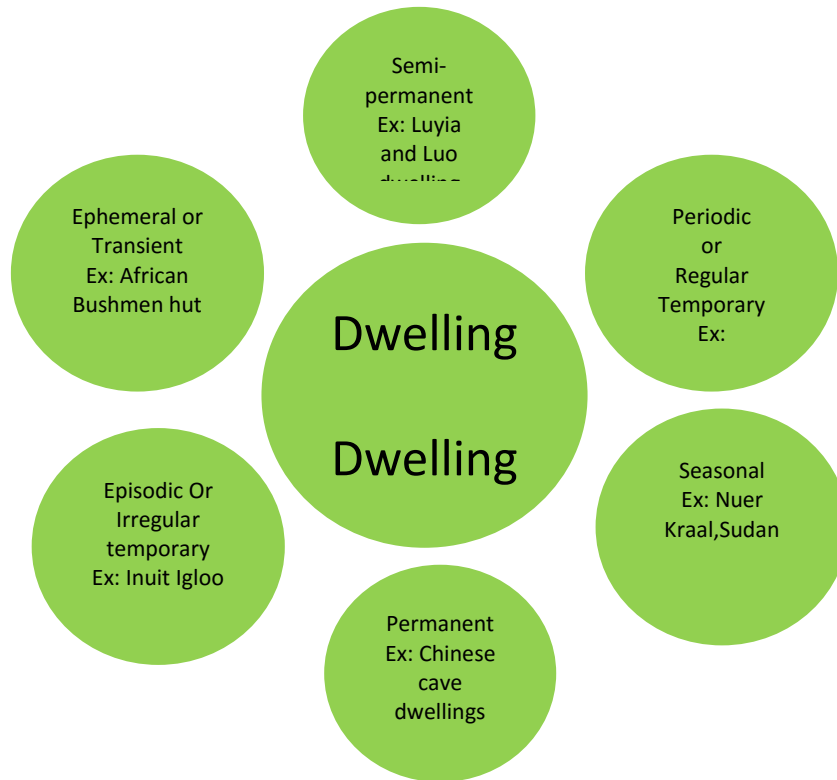 Semi-
permanent
Ex: Luyia
and Luo
dwelling
Ephemeral or
Transient
Ex: African
Bushmen hut
Periodic
or
Regular
Temporary
Ex:
Dwelling
Dwelling
Episodic Or
Irregular
temporary
Ex: Inuit Igloo
Seasonal
Ex: Nuer
Kraal,Sudan
Permanent
Ex: Chinese
cave
dwellings